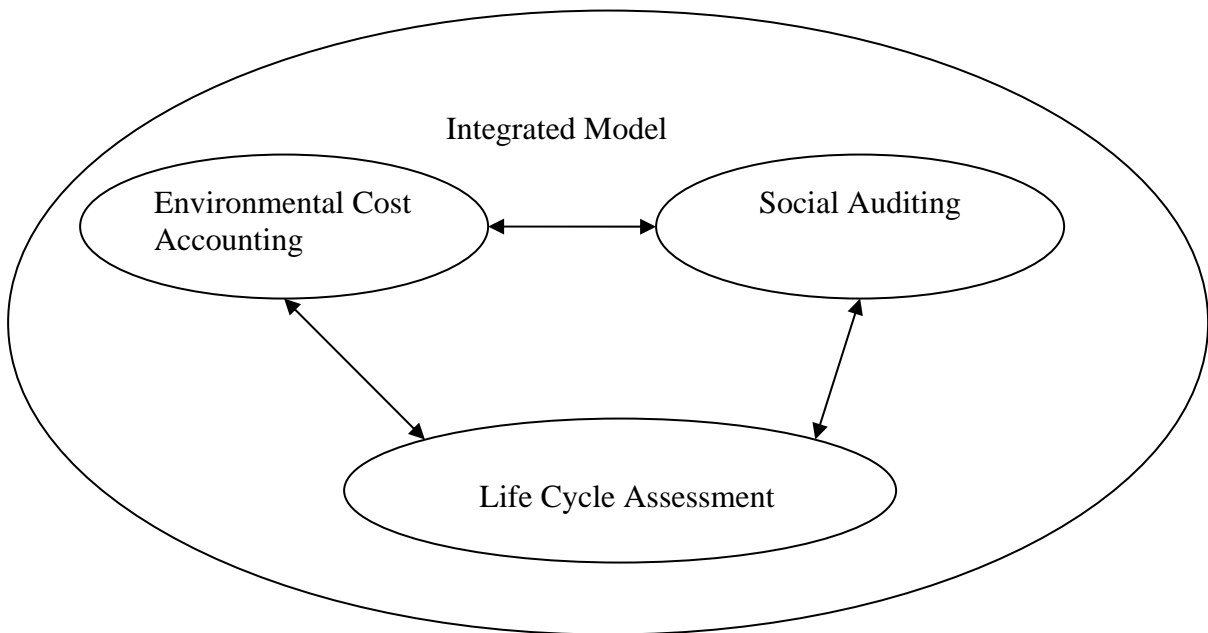 Integrated Model
Environmental Cost
Accounting
Social Auditing
Life Cycle Assessment